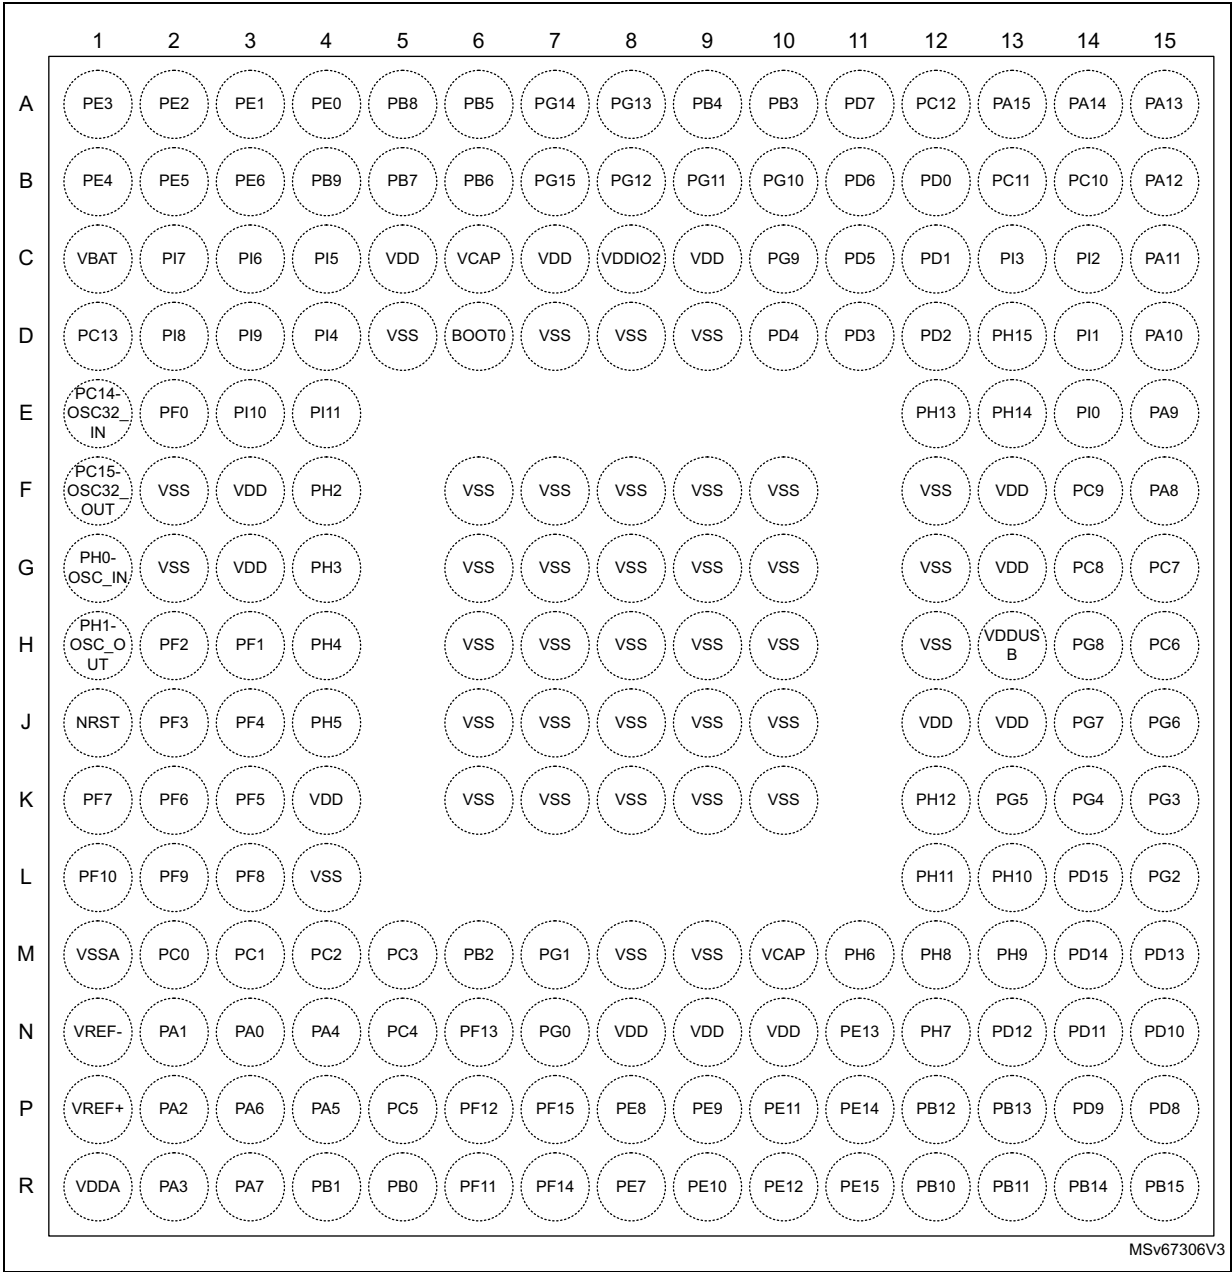 1 2 3 4 5 6 7 8 9 10 11 12 13 14 15
A PE3 PE2 PE1 PE0 PB8 PB5 PG14 PG13 PB4 PB3 PD7 PC12 PA15 PA14 PA13
B PE4 PE5 PE6 PB9 PB7 PB6 PG15 PG12 PG11 PG10 PD6 PD0 PC11 PC10 PA12
C VBAT PI7 PI6 PI5 VDD VCAP VDD VDDIO2 VDD PG9 PD5 PD1 PI3 PI2 PA11
D PC13 PI8 PI9 PI4 VSS BOOT0 VSS VSS VSS PD4 PD3 PD2 PH15 PI1 PA10
E PC14-OSC32_IN PF0 PI10 PI11 PH13 PH14 PI0 PA9
F PC15-OSC32_OUT VSS VDD PH2 VSS VSS VSS VSS VSS VSS VDD PC9 PA8
G PH0-OSC_IN VSS VDD PH3 VSS VSS VSS VSS VSS VSS VDD PC8 PC7
H PH1-OSC_OUT PF2 PF1 PH4 VSS VSS VSS VSS VSS VSS VDDUSB PG8 PC6
J NRST PF3 PF4 PH5 VSS VSS VSS VSS VSS VDD VDD PG7 PG6
K PF7 PF6 PF5 VDD VSS VSS VSS VSS VSS PH12 PG5 PG4 PG3
L PF10 PF9 PF8 VSS PH11 PH10 PD15 PG2
M VSSA PC0 PC1 PC2 PC3 PB2 PG1 VSS VSS VCAP PH6 PH8 PH9 PD14 PD13
N VREF- PA1 PA0 PA4 PC4 PF13 PG0 VDD VDD VDD PE13 PH7 PD12 PD11 PD10
P VREF+ PA2 PA6 PA5 PC5 PF12 PF15 PE8 PE9 PE11 PE14 PB12 PB13 PD9 PD8
R VDDA PA3 PA7 PB1 PB0 PF11 PF14 PE7 PE10 PE12 PE15 PB10 PB11 PB14 PB15
MSv67306V3